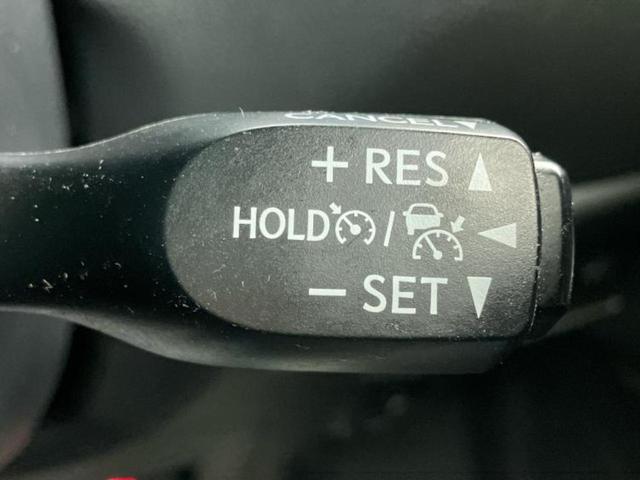 CANCEL
+ RES
HOLD /
− SET